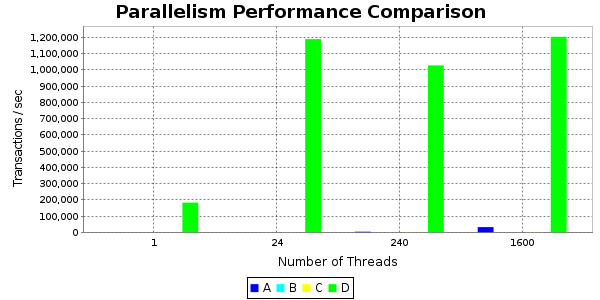 Parallelism Performance Comparison
Transactions / sec
1,200,000
1,100,000
1,000,000
900,000
800,000
700,000
600,000
500,000
400,000
300,000
200,000
100,000
0
1 24 240 1600
Number of Threads
A B C D